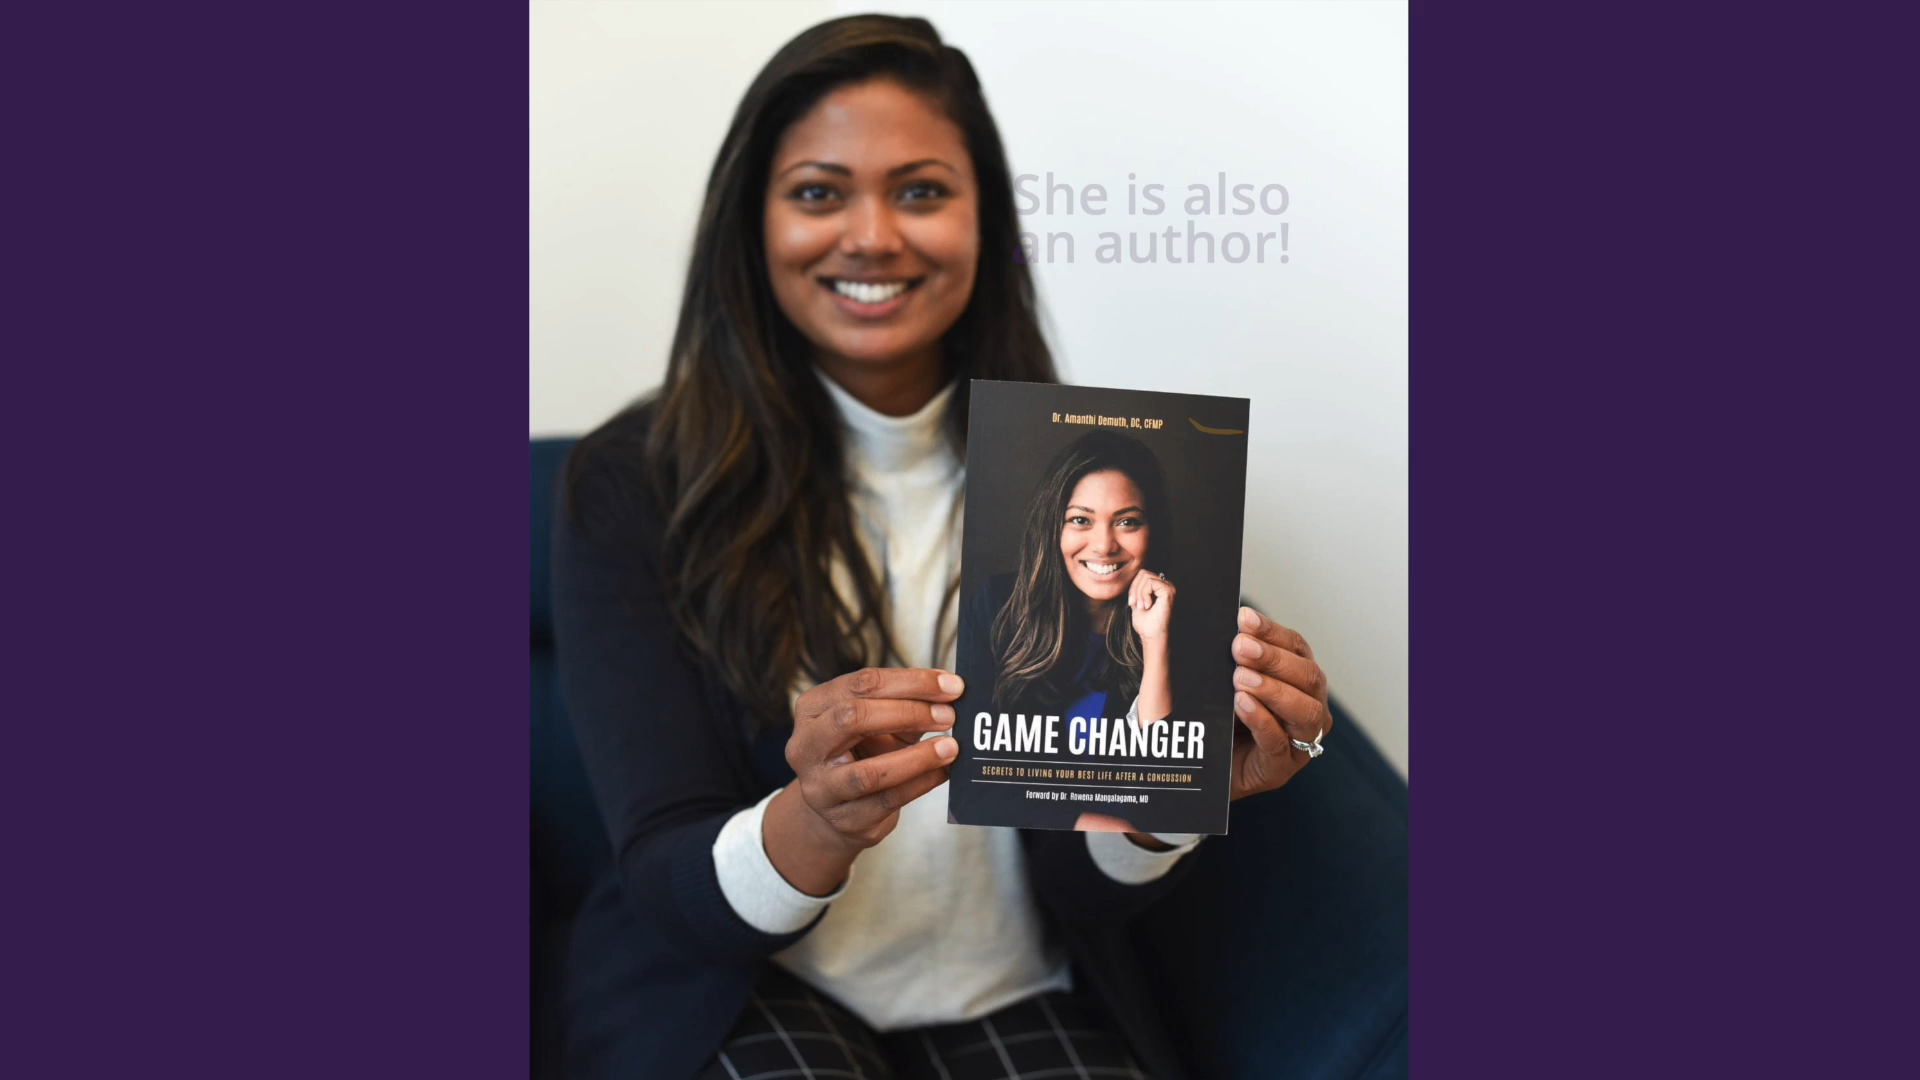 She is also
an author!
Dr. Amanthi Demuth, DC, CFMP
GAME CHANGER
SECRETS TO LIVING YOUR BEST LIFE AFTER A CONCUSSION
Forword by Dr. Rowena Mangalagama, MD